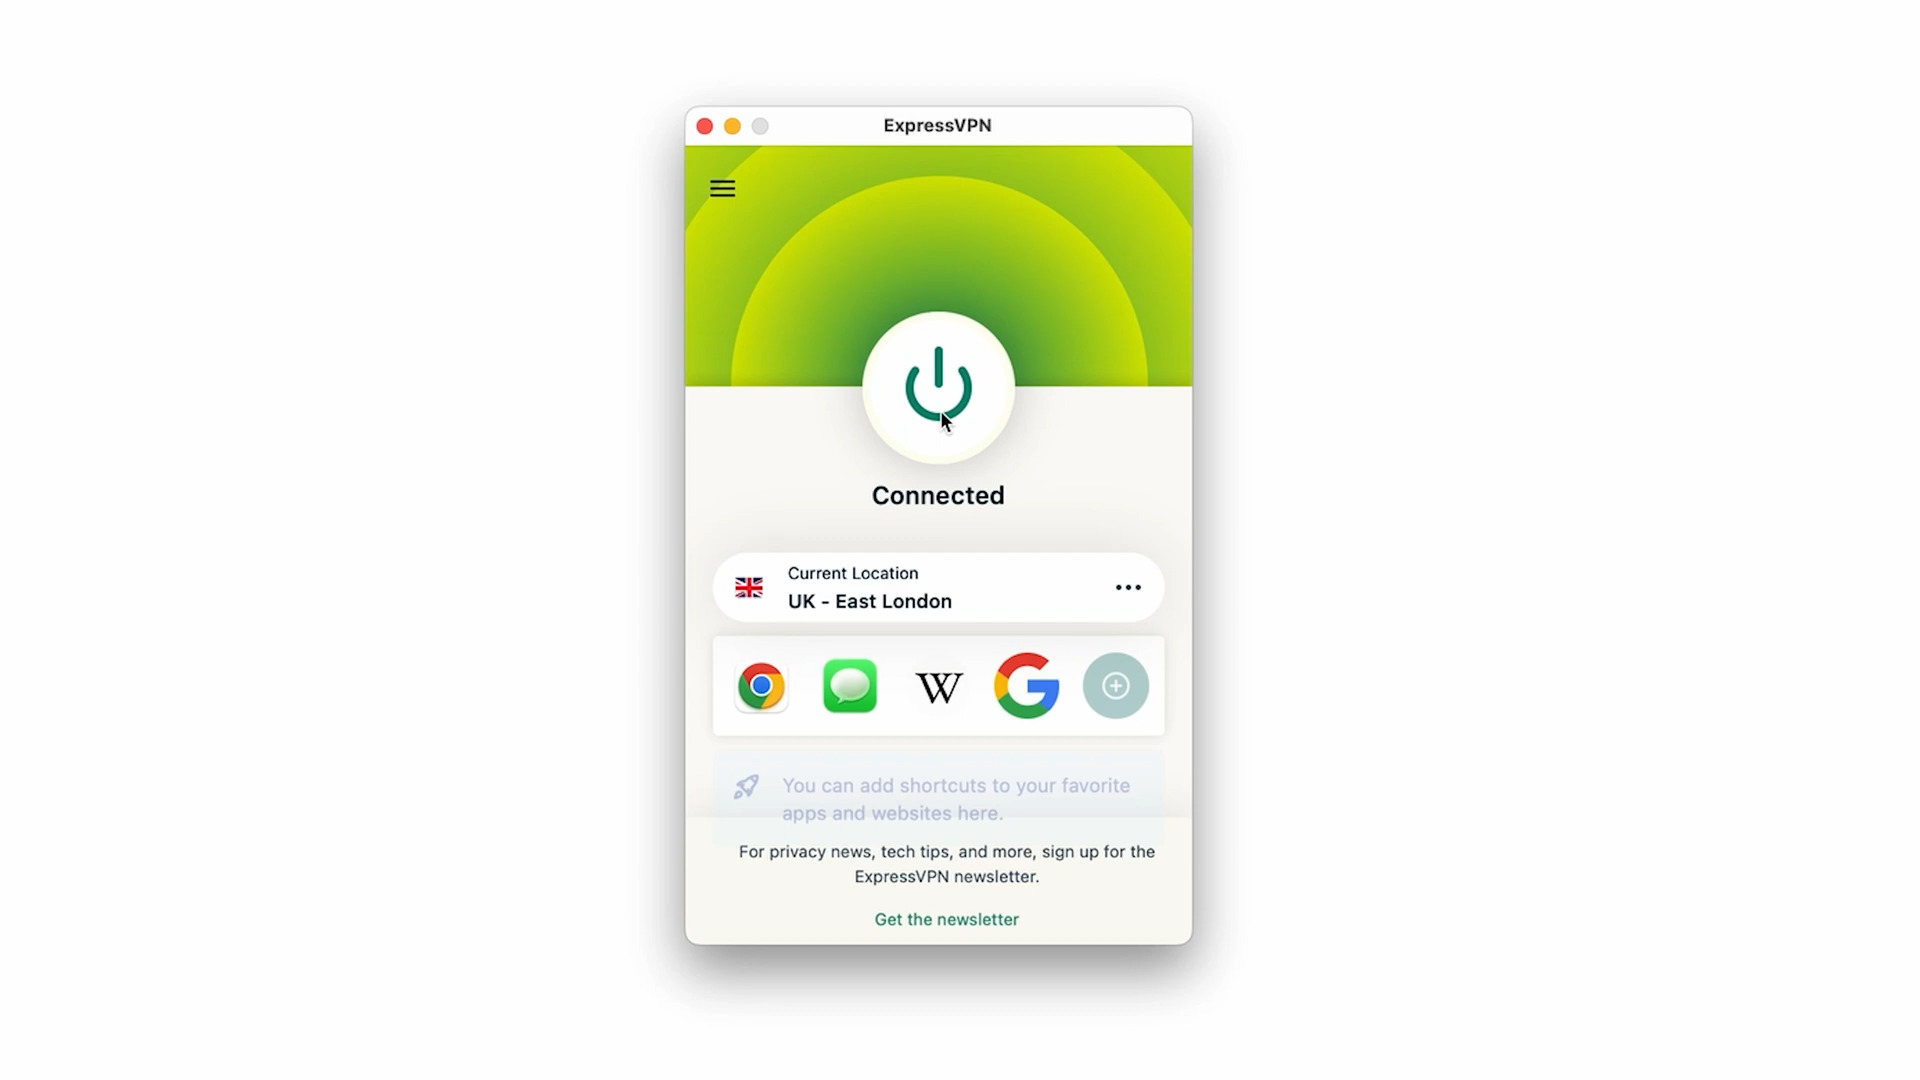 ExpressVPN
Connected
Current Location
UK - East London
You can add shortcuts to your favorite
apps and websites here.
For privacy news, tech tips, and more, sign up for the
ExpressVPN newsletter.
Get the newsletter